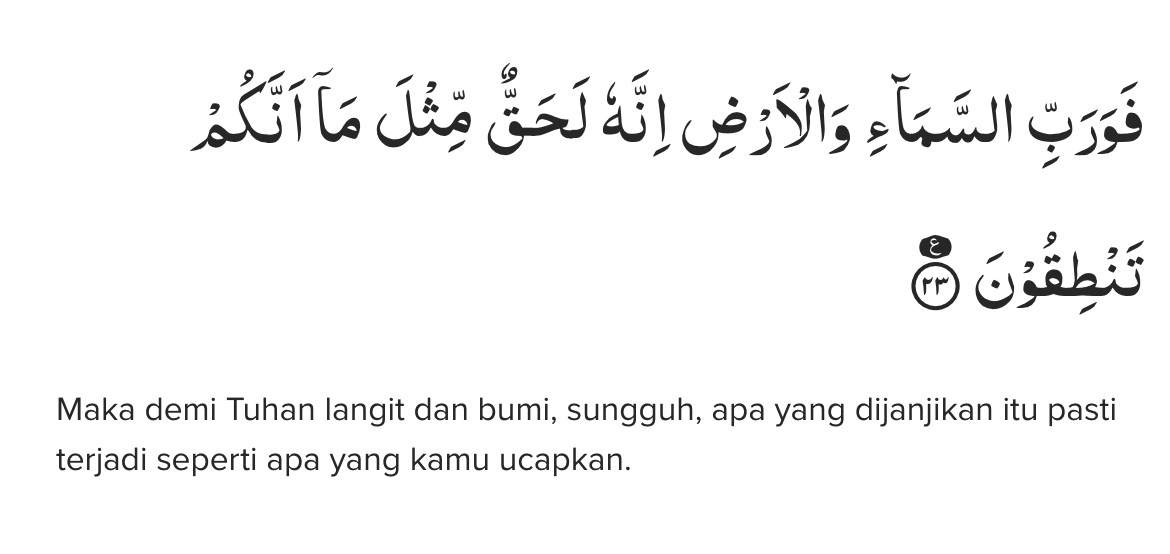 فَوَرَبِّ السَّمَاۤءِ وَالْاَرْضِ اِنَّهٗ لَحَقٌّ مِّثْلَ مَآ اَنَّكُمْ
تَنْطِقُوْنَ ࣖ ٢٣
Maka demi Tuhan langit dan bumi, sungguh, apa yang dijanjikan itu pasti
terjadi seperti apa yang kamu ucapkan.